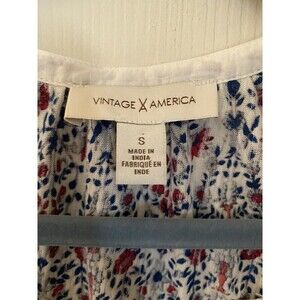 VINTAGE AMERICA
S
MADE IN
INDIA
FABRIQUÉ EN
INDE